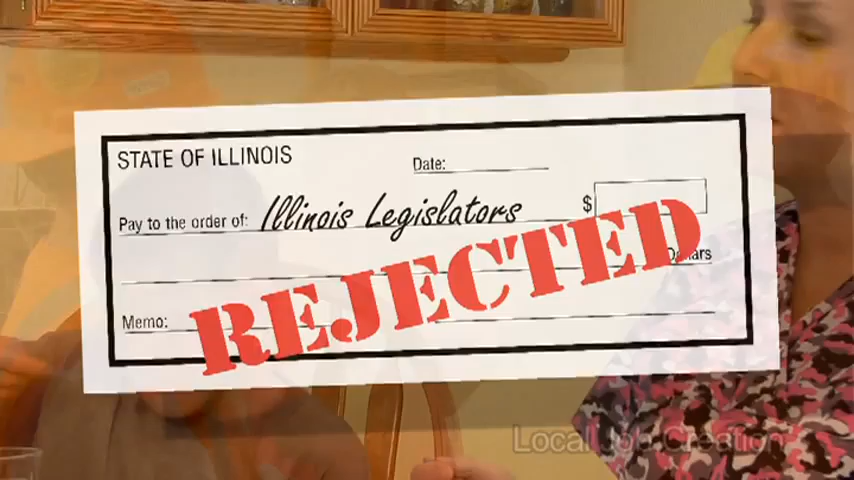 STATE OF ILLINOIS
Date:
Pay to the order of: Illinois Legislators $
Dollars
Memo:
REJECTED
Local Job Creation